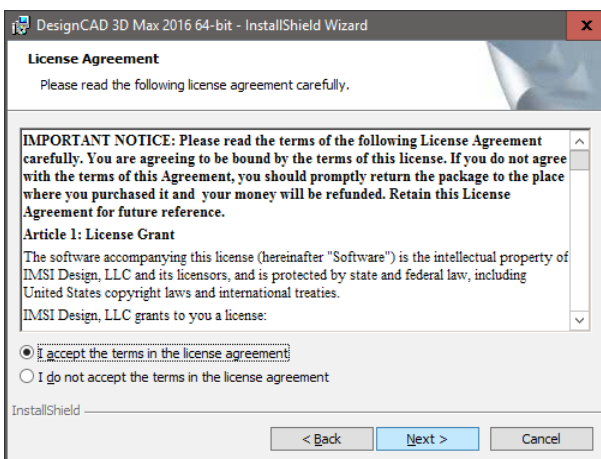 DesignCAD 3D Max 2016 64-bit - InstallShield Wizard
License Agreement
Please read the following license agreement carefully.
IMPORTANT NOTICE: Please read the terms of the following License Agreement
carefully. You are agreeing to be bound by the terms of this license. If you do not agree
with the terms of this Agreement, you should promptly return the package to the place
where you purchased it and  your money will be refunded. Retain this License
Agreement for future reference.
Article 1: License Grant
The software accompanying this license (hereinafter "Software") is the intellectual property of
IMSI Design, LLC and its licensors, and is protected by state and federal law, including
United States copyright laws and international treaties.
IMSI Design, LLC grants to you a license:
I accept the terms in the license agreement
I do not accept the terms in the license agreement
InstallShield
< Back Next > Cancel